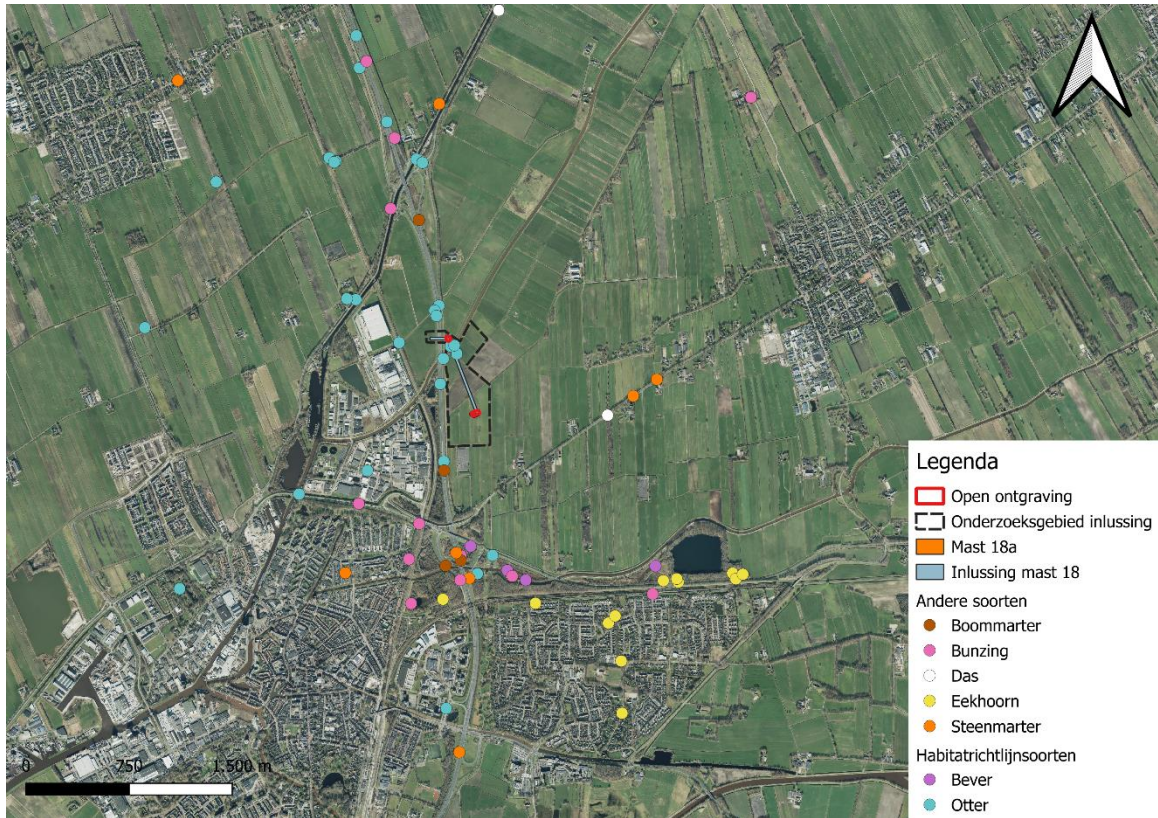 Legenda
Open ontgraving
Onderzoeksgebied inlussing
Mast 18a
Inlussing mast 18
Andere soorten
Boommarter
Bunzing
Das
Eekhoorn
Steenmarter
Habitatrichtlijnsoorten
Bever
Otter
0 750 1.500 m